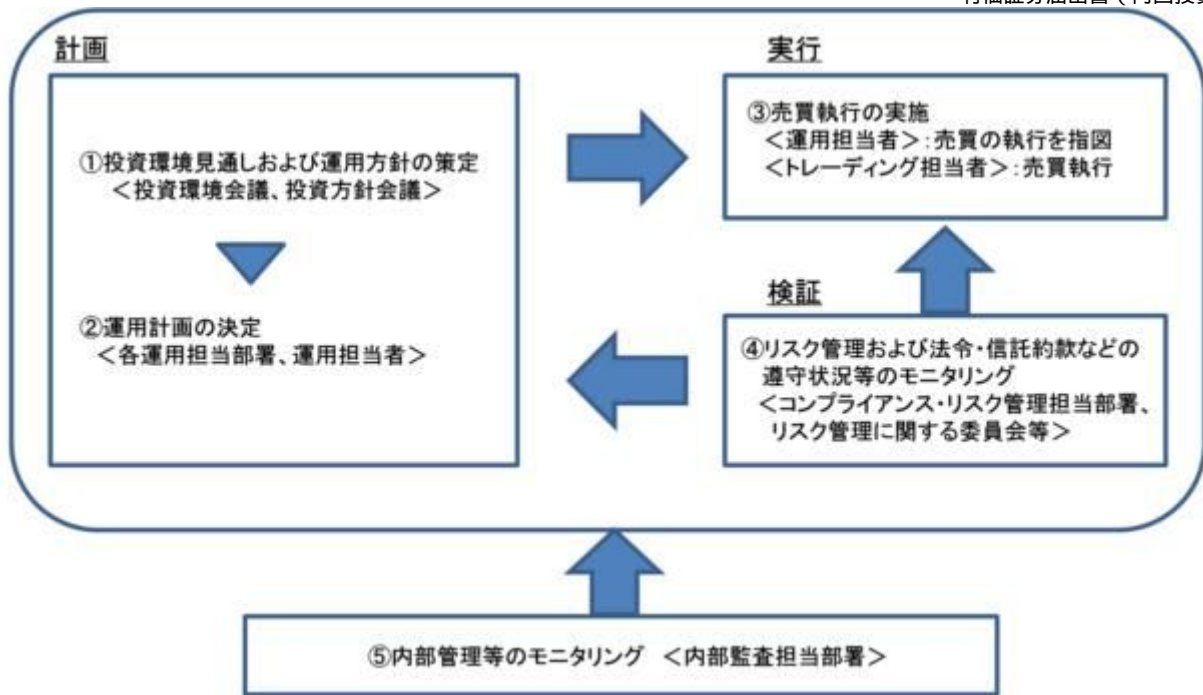 計画
①投資環境見通しおよび運用方針の策定
<投資環境会議、投資方針会議>
②運用計画の決定
<各運用担当部署、運用担当者>
実行
③売買執行の実施
<運用担当者>:売買の執行を指図
<トレーディング担当者>:売買執行
検証
④リスク管理および法令・信託約款などの
遵守状況等のモニタリング
<コンプライアンス・リスク管理担当部署、
リスク管理に関する委員会等>
⑤内部管理等のモニタリング <内部監査担当部署>